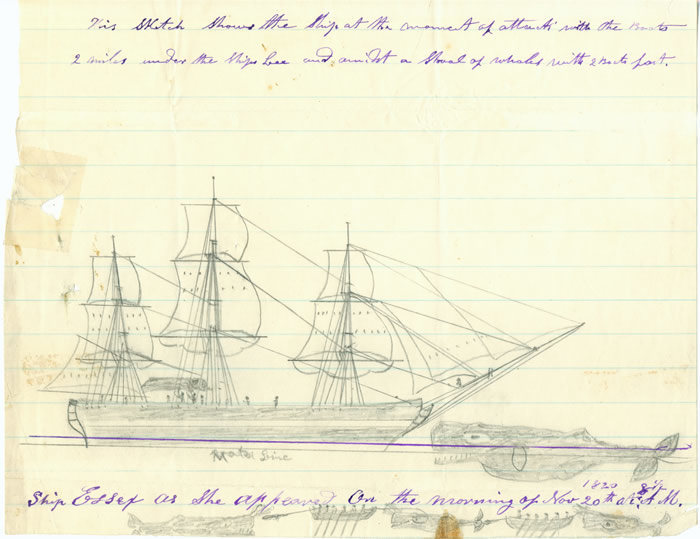 This Sketch Shows the Ship at the moment of attack with the Boats
2 miles under the Ships Lee and amidst a Shoal of whales with 2 Boats fast.
Water Line
1820
Ship Essex as She appeared on the morning of Nov 20th at A M.